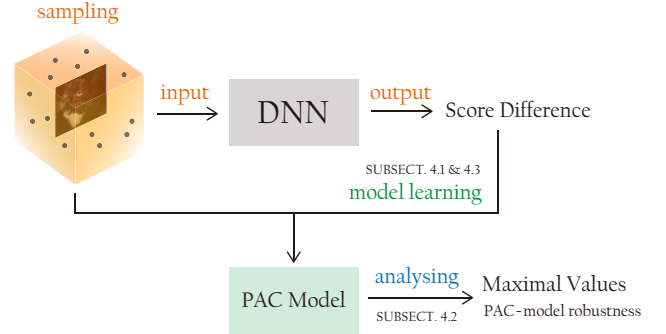 sampling
input
DNN
output
Score Difference
SUBSECT. 4.1 & 4.3
model learning
PAC Model
analysing
SUBSECT. 4.2
Maximal Values
PAC-model robustness